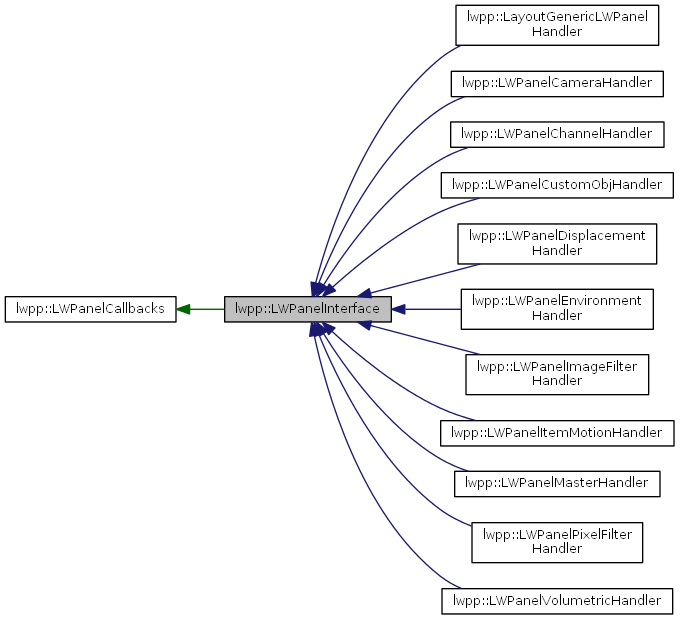 lwpp::LayoutGenericLWPanel
Handler
lwpp::LWPanelCameraHandler
lwpp::LWPanelChannelHandler
lwpp::LWPanelCustomObjHandler
lwpp::LWPanelDisplacement
Handler
lwpp::LWPanelCallbacks
lwpp::LWPanelInterface
lwpp::LWPanelEnvironment
Handler
lwpp::LWPanelImageFilter
Handler
lwpp::LWPanelItemMotionHandler
lwpp::LWPanelMasterHandler
lwpp::LWPanelPixelFilter
Handler
lwpp::LWPanelVolumetricHandler